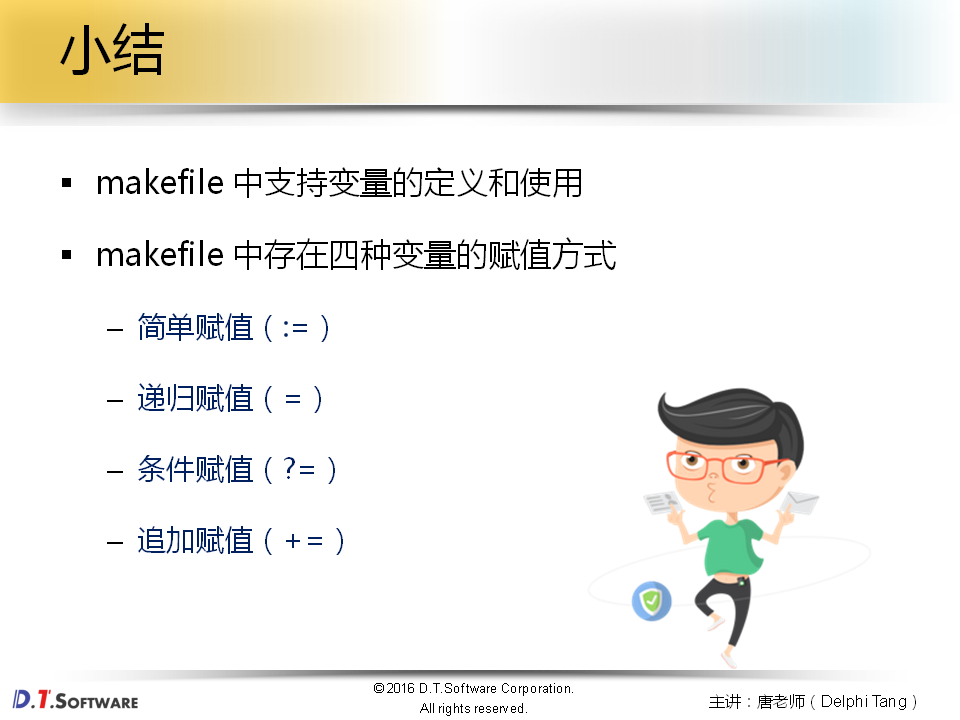 小结
▪ makefile 中支持变量的定义和使用
▪ makefile 中存在四种变量的赋值方式
– 简单赋值（:=）
– 递归赋值（=）
– 条件赋值（?=）
– 追加赋值（+=）
D.T.SOFTWARE
©2016 D.T.Software Corporation.
All rights reserved.
主讲：唐老师（Delphi Tang）